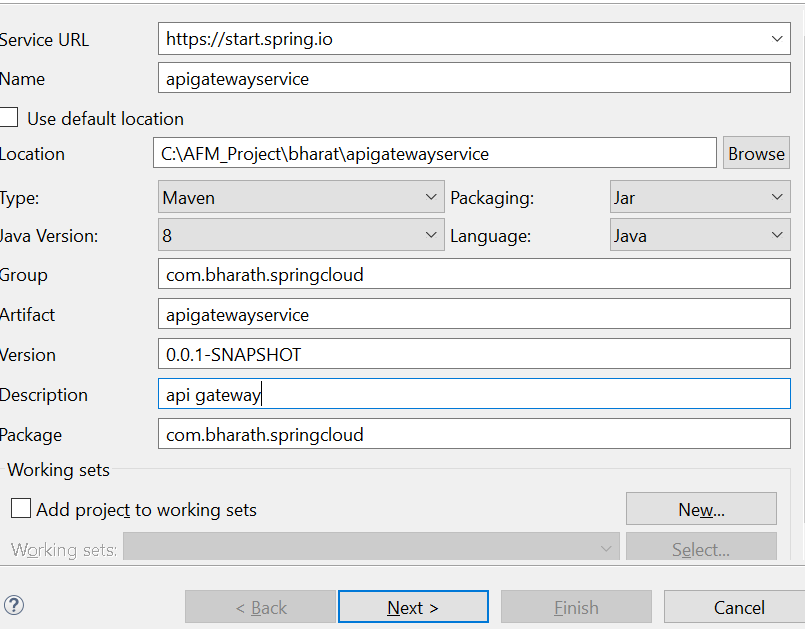 Service URL https://start.spring.io
Name apigatewayservice
Use default location
Location C:\AFM_Project\bharat\apigatewayservice Browse
Type: Maven Packaging: Jar
Java Version: 8 Language: Java
Group com.bharath.springcloud
Artifact apigatewayservice
Version 0.0.1-SNAPSHOT
Description api gateway
Package com.bharath.springcloud
Working sets
Add project to working sets New...
Working sets: Select...
? < Back Next > Finish Cancel